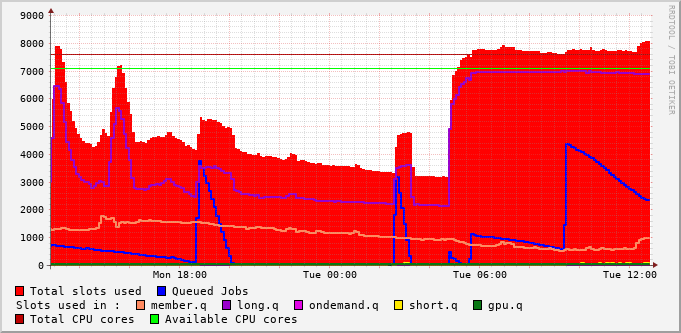 RRDTOOL / TOBI OETIKER
9000
8000
7000
6000
5000
4000
3000
2000
1000
0
Mon 18:00 Tue 00:00 Tue 06:00 Tue 12:00
Total slots used Queued Jobs
Slots used in : member.q long.q ondemand.q short.q gpu.q
Total CPU cores Available CPU cores